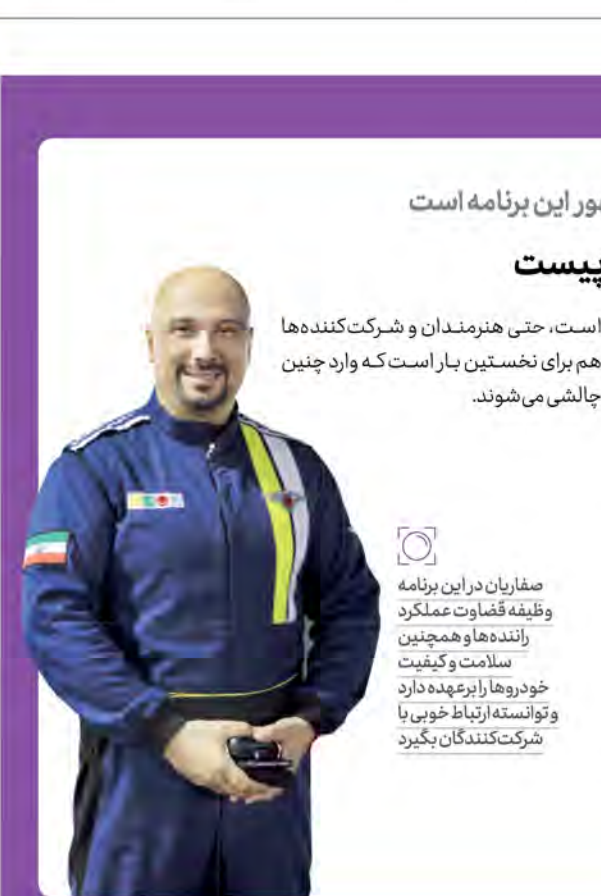 این برنامه است
پیست
است، حتی هنرمندان و شرکت‌کننده‌ها
هم برای نخستین بار است که وارد چنین
چالشی می‌شوند.
صفاریان در این برنامه
وظیفه قضاوت عملکرد
راننده‌ها و همچنین
سلامت و کیفیت
خودروها را برعهده دارد
و توانسته ارتباط خوبی با
شرکت‌کنندگان بگیرد